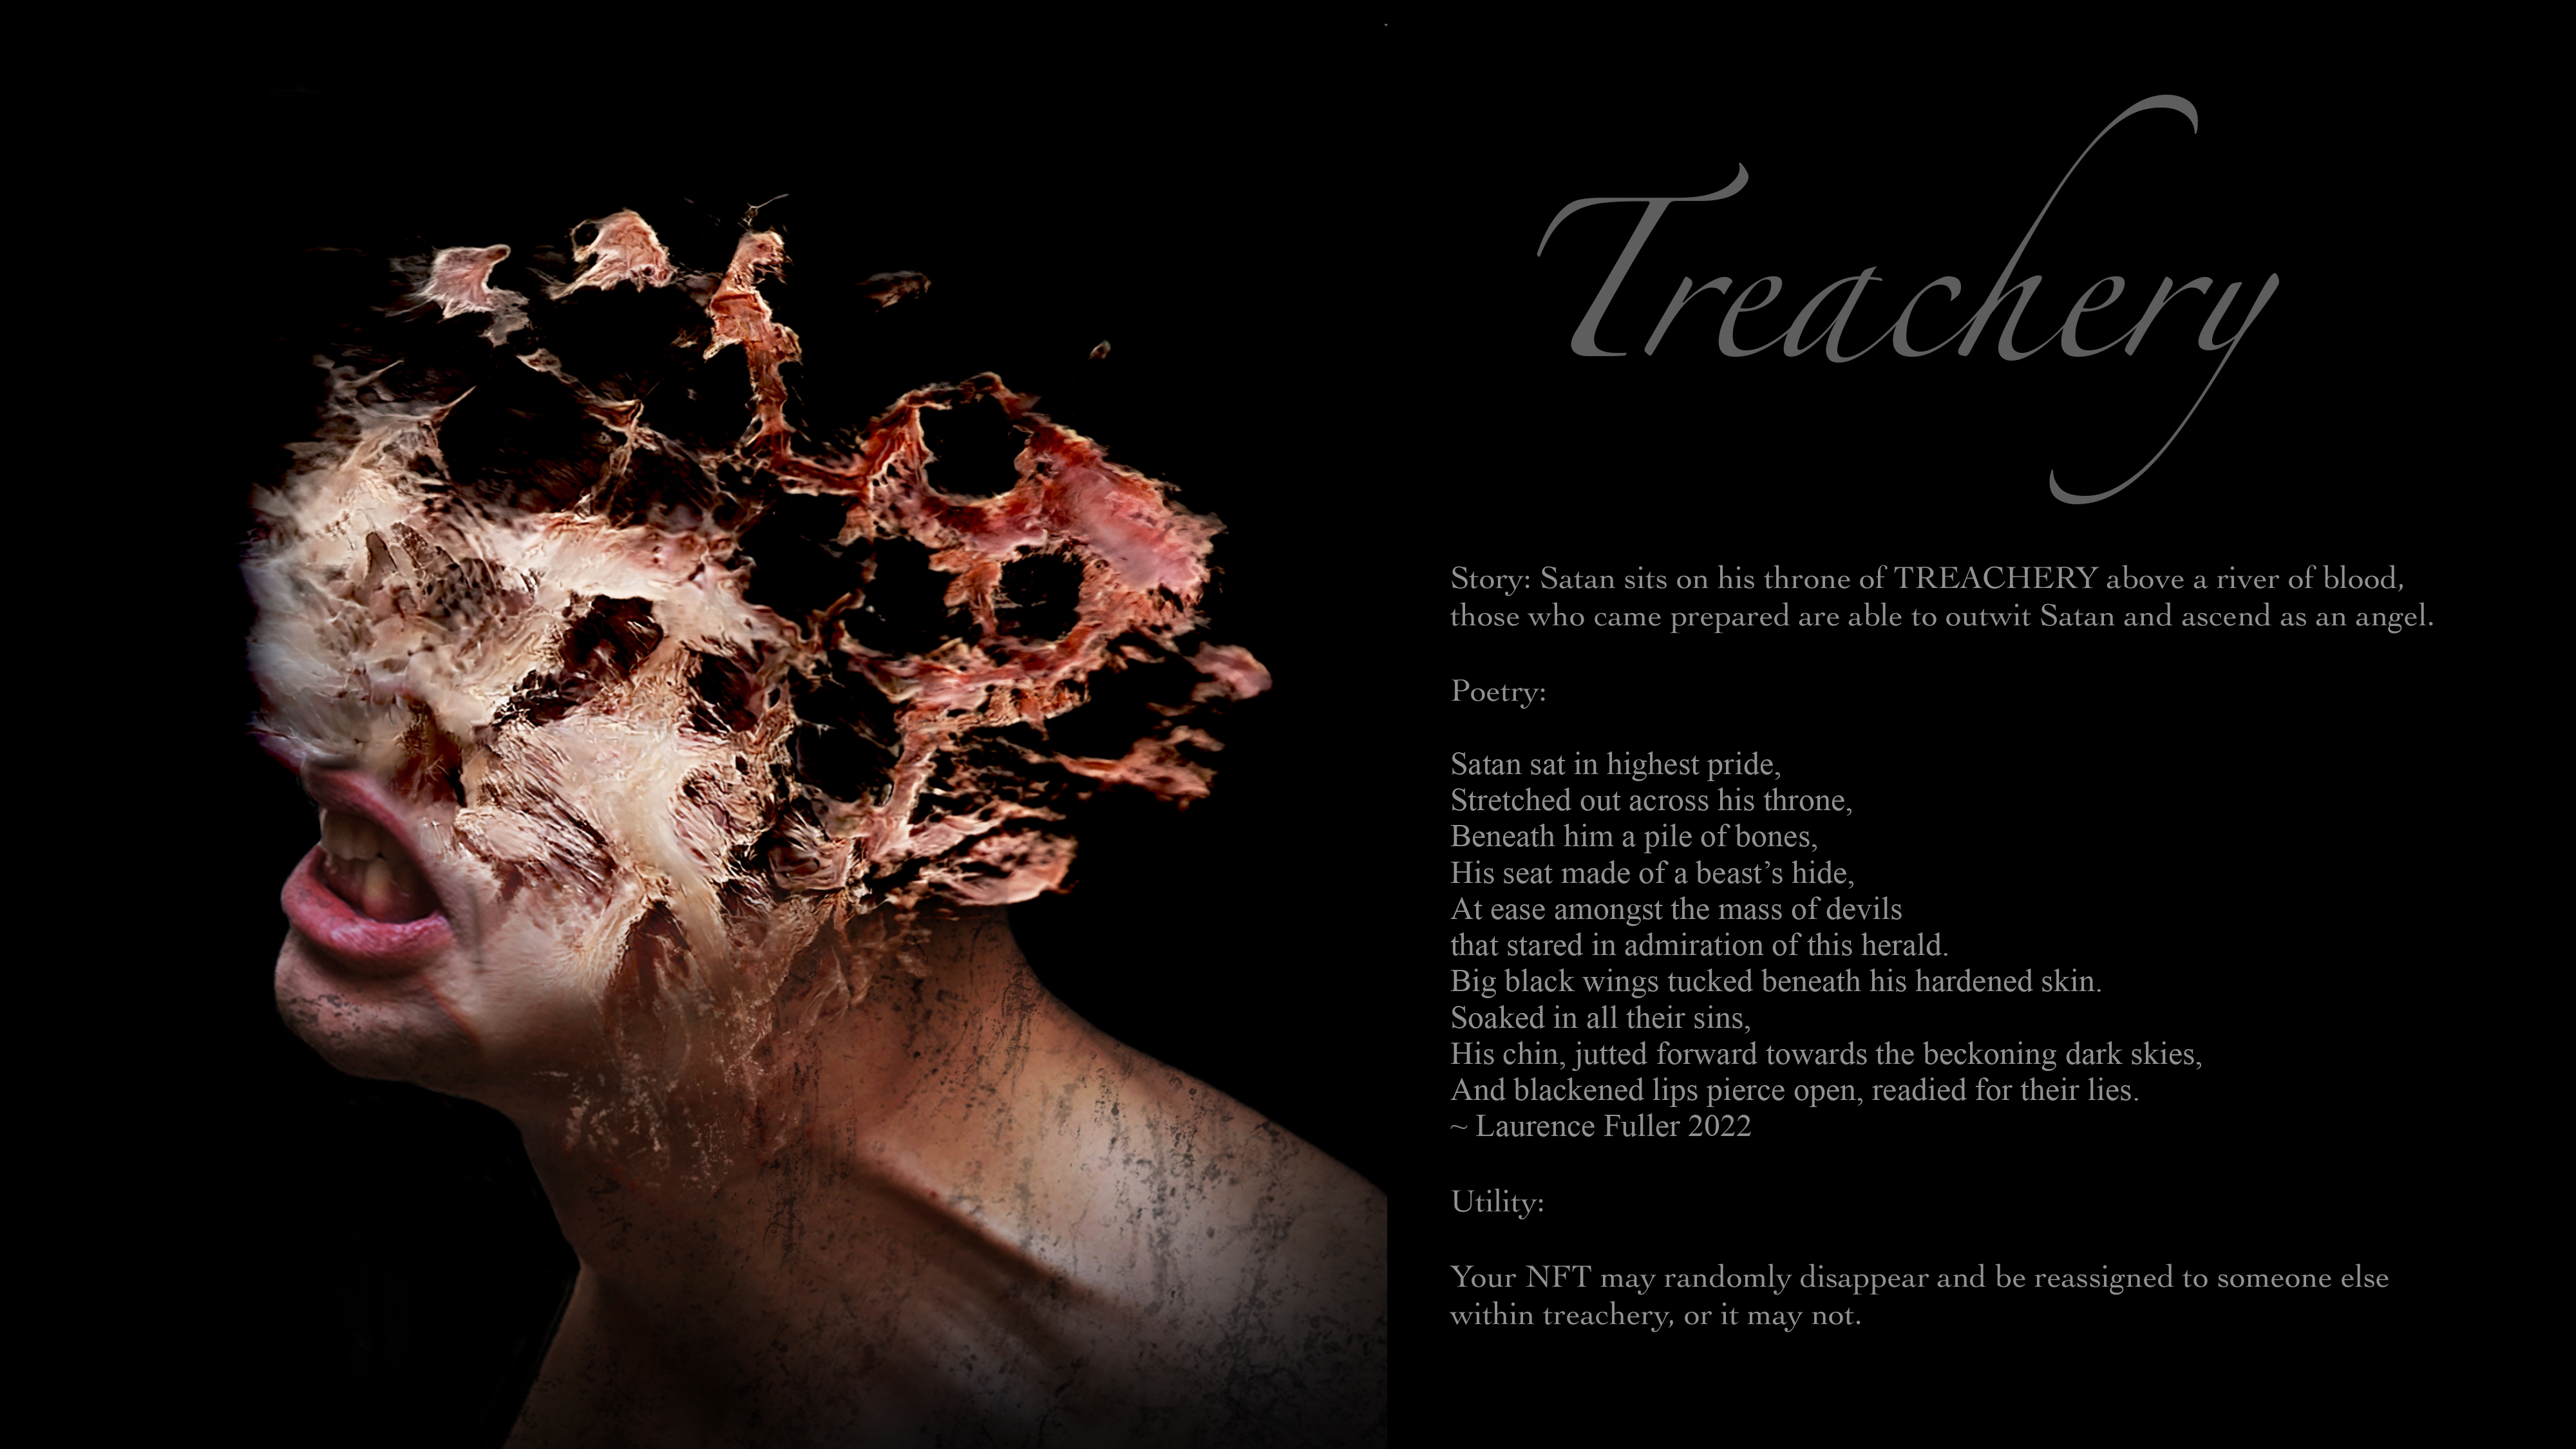 Treachery
Story: Satan sits on his throne of TREACHERY above a river of blood,
those who came prepared are able to outwit Satan and ascend as an angel.
Poetry:
Satan sat in highest pride,
Stretched out across his throne,
Beneath him a pile of bones,
His seat made of a beast’s hide,
At ease amongst the mass of devils
that stared in admiration of this herald.
Big black wings tucked beneath his hardened skin.
Soaked in all their sins,
His chin, jutted forward towards the beckoning dark skies,
And blackened lips pierce open, readied for their lies.
~ Laurence Fuller 2022
Utility:
Your NFT may randomly disappear and be reassigned to someone else
within treachery, or it may not.